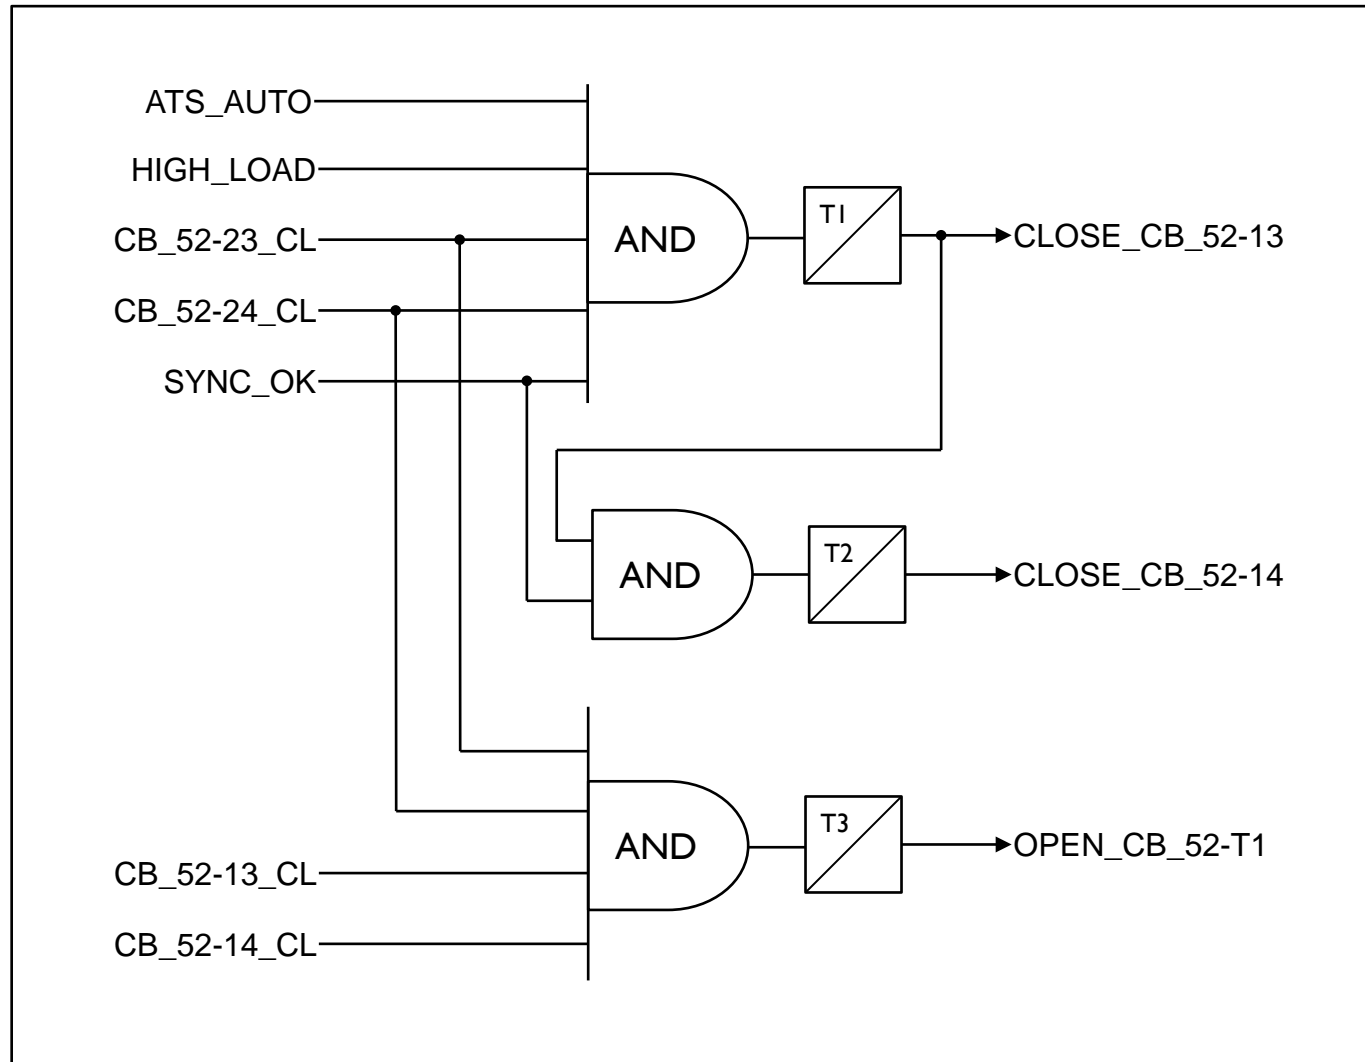 ATS_AUTO
HIGH_LOAD
CB_52-23_CL
CB_52-24_CL
SYNC_OK
AND
T1
CLOSE_CB_52-13
AND
T2
CLOSE_CB_52-14
CB_52-13_CL
CB_52-14_CL
AND
T3
OPEN_CB_52-T1